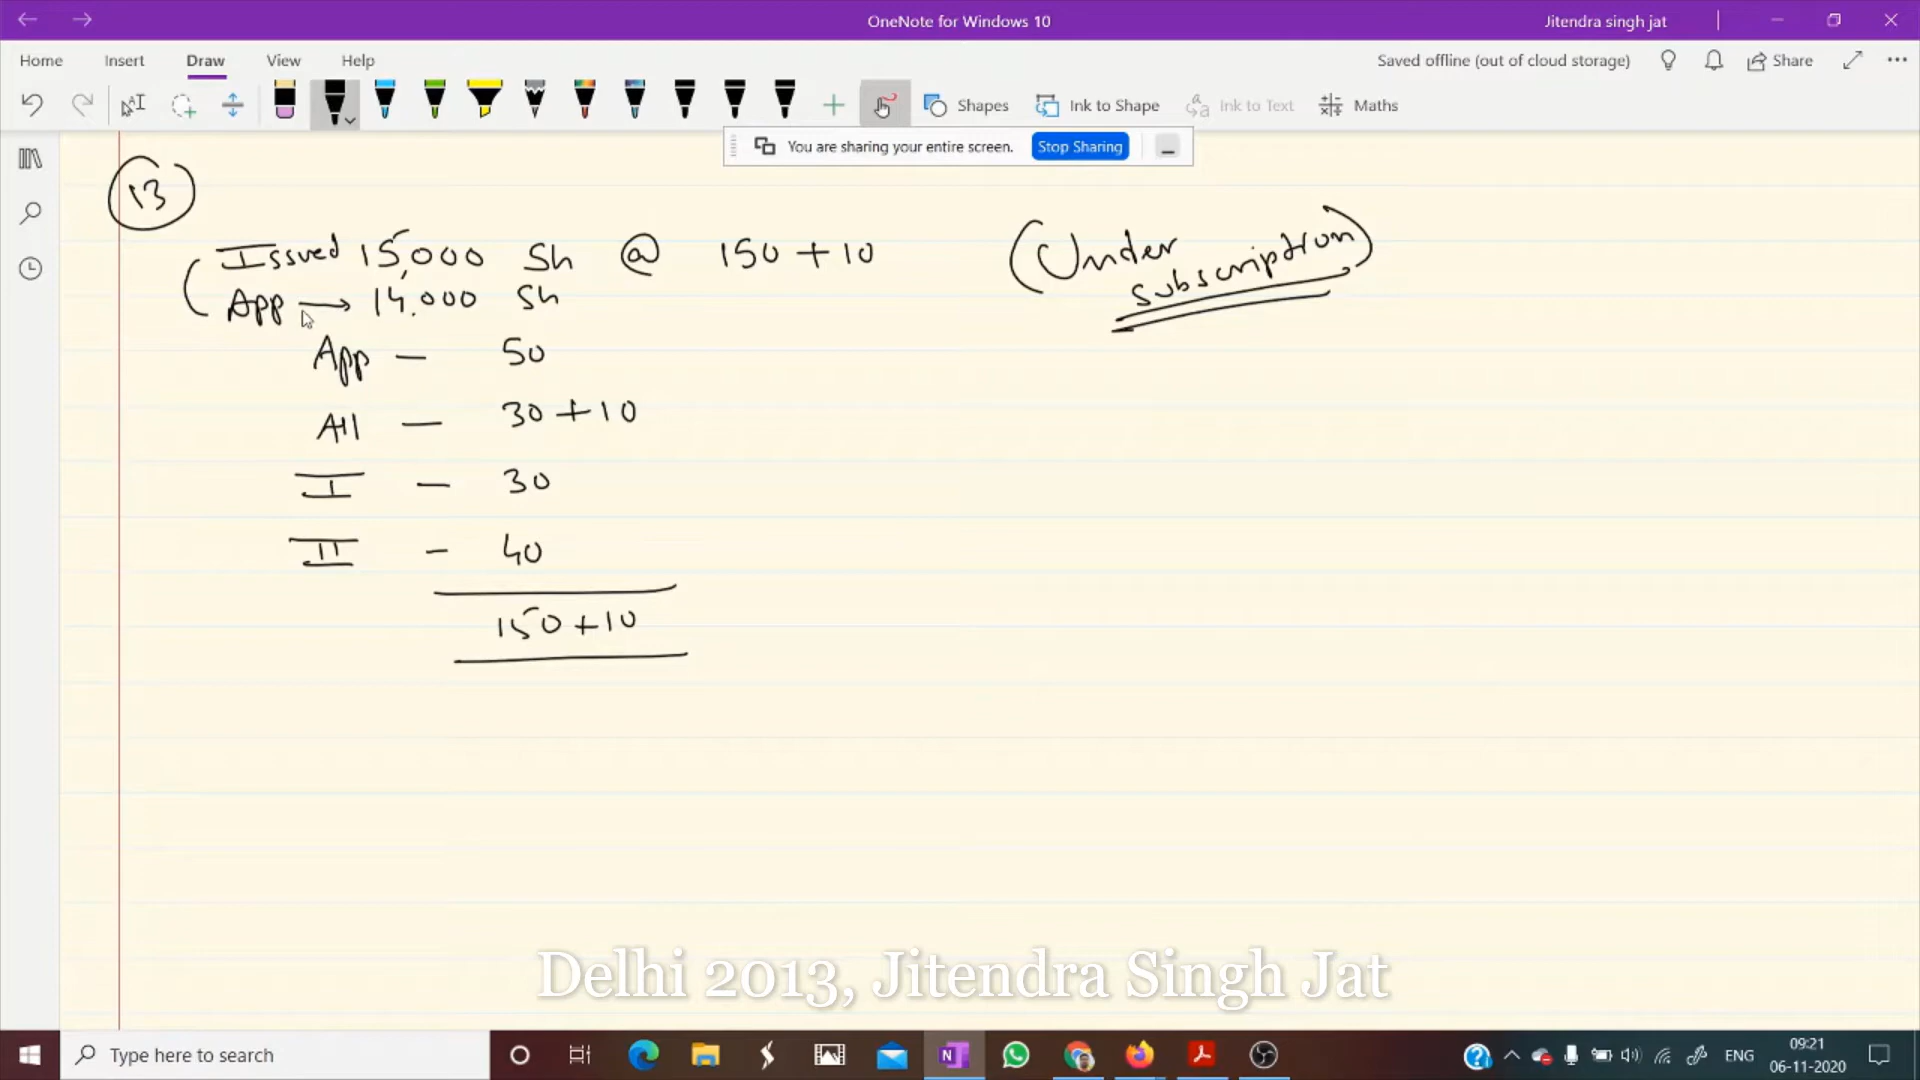 OneNote for Windows 10
Jitendra singh jat
Home Insert Draw View Help
Saved offline (out of cloud storage)
Share
Shapes
Ink to Shape
Ink to Text
Maths
You are sharing your entire screen.
Stop Sharing
13
Issued 15,000 Sh @ 150 + 10
(Under subscription)
App → 14,000 Sh
App — 50
All — 30 + 10
I — 30
II - 40
150 + 10
Delhi 2013, Jitendra Singh Jat
Type here to search
ENG
09:21
06-11-2020